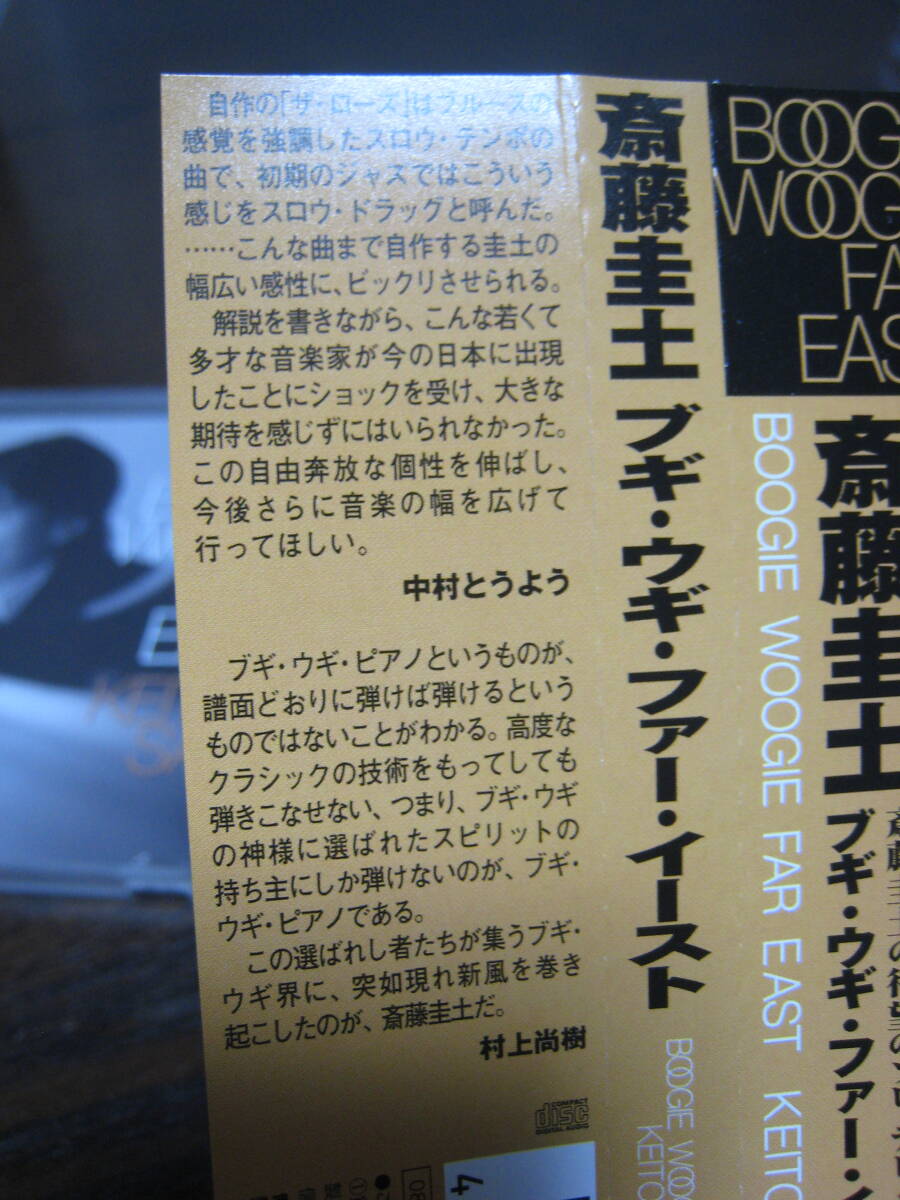 自作の「ザ・ローズ」はブルースの
感覚を強調したスロウ・テンポの
曲で、初期のジャズではこういう
感じをスロウ・ドラッグと呼んだ。
……こんな曲まで自作する圭土の
幅広い感性に、ビックリさせられる。
解説を書きながら、こんな若くて
多才な音楽家が今の日本に出現
したことにショックを受け、大きな
期待を感じずにはいられなかった。
この自由奔放な個性を伸ばし、
今後さらに音楽の幅を広げて
行ってほしい。
中村とうよう
ブギ・ウギ・ピアノというものが、
譜面どおりに弾けば弾けるという
ものではないことがわかる。高度な
クラシックの技術をもってしても
弾きこなせない、つまり、ブギ・ウギ
の神様に選ばれたスピリットの
持ち主にしか弾けないのが、ブギ・
ウギ・ピアノである。
この選ばれし者たちが集うブギ・
ウギ界に、突如現れ新風を巻き
起こしたのが、斎藤圭土だ。
村上尚樹
COMPACT
disc
DIGITAL AUDIO
斎藤圭土 ブギ・ウギ・ファー・イースト
BOOGIE WOO
KEITO
BOOG
WOOG
FA
EAS
BOOGIE WOOGIE FAR EAST KEITO
斎藤圭土
ブギ・ウギ・ファー・